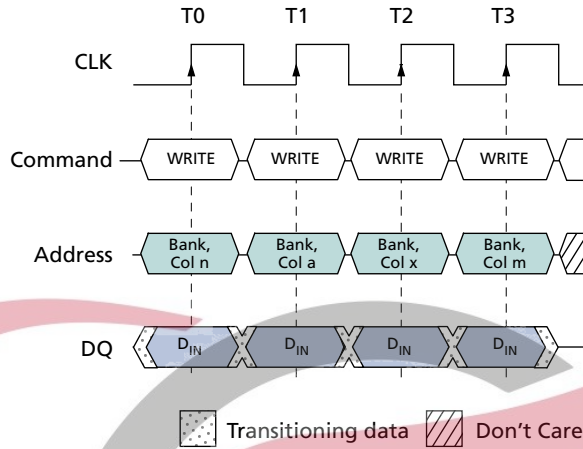 T0 T1 T2 T3
CLK
Command WRITE WRITE WRITE WRITE
Address Bank, Col n Bank, Col a Bank, Col x Bank, Col m
DQ DIN DIN DIN DIN
Transitioning data Don't Care